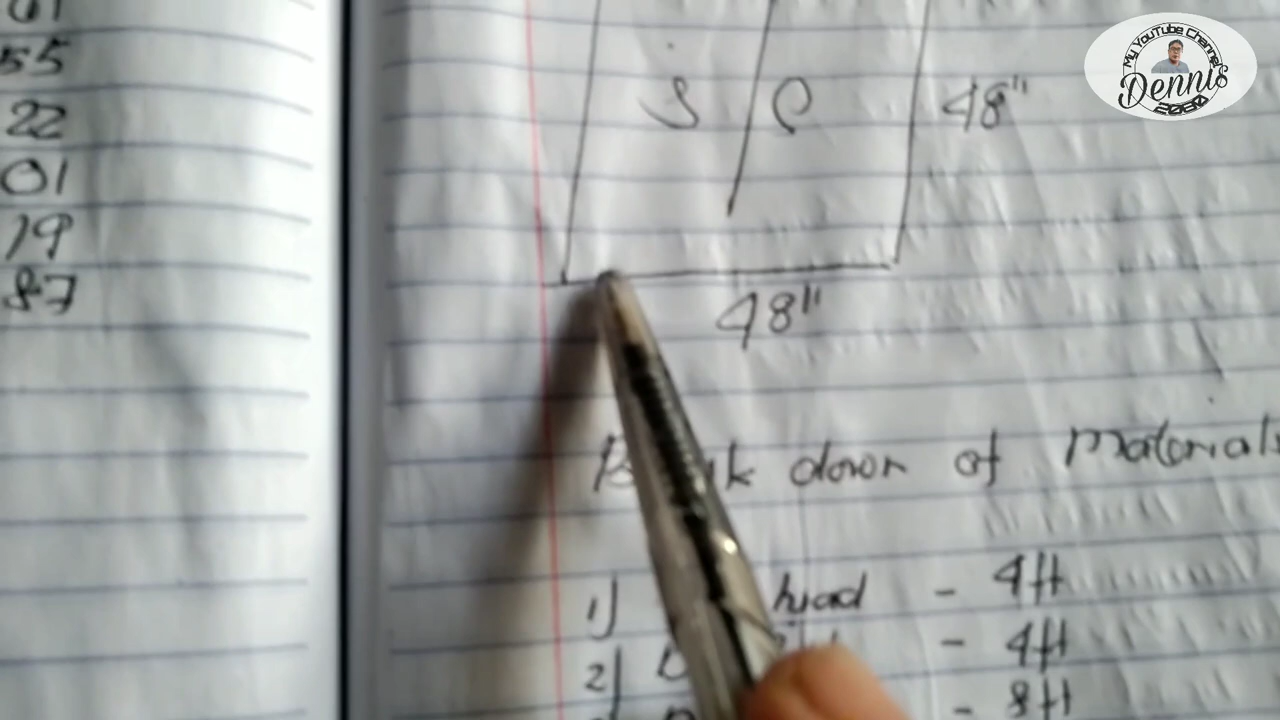 55
22
01
19
87
48"
48"
down of Materials
1) head - 4ft
2) - 4ft
- 8ft
My YouTube Channel
Dennis
2080